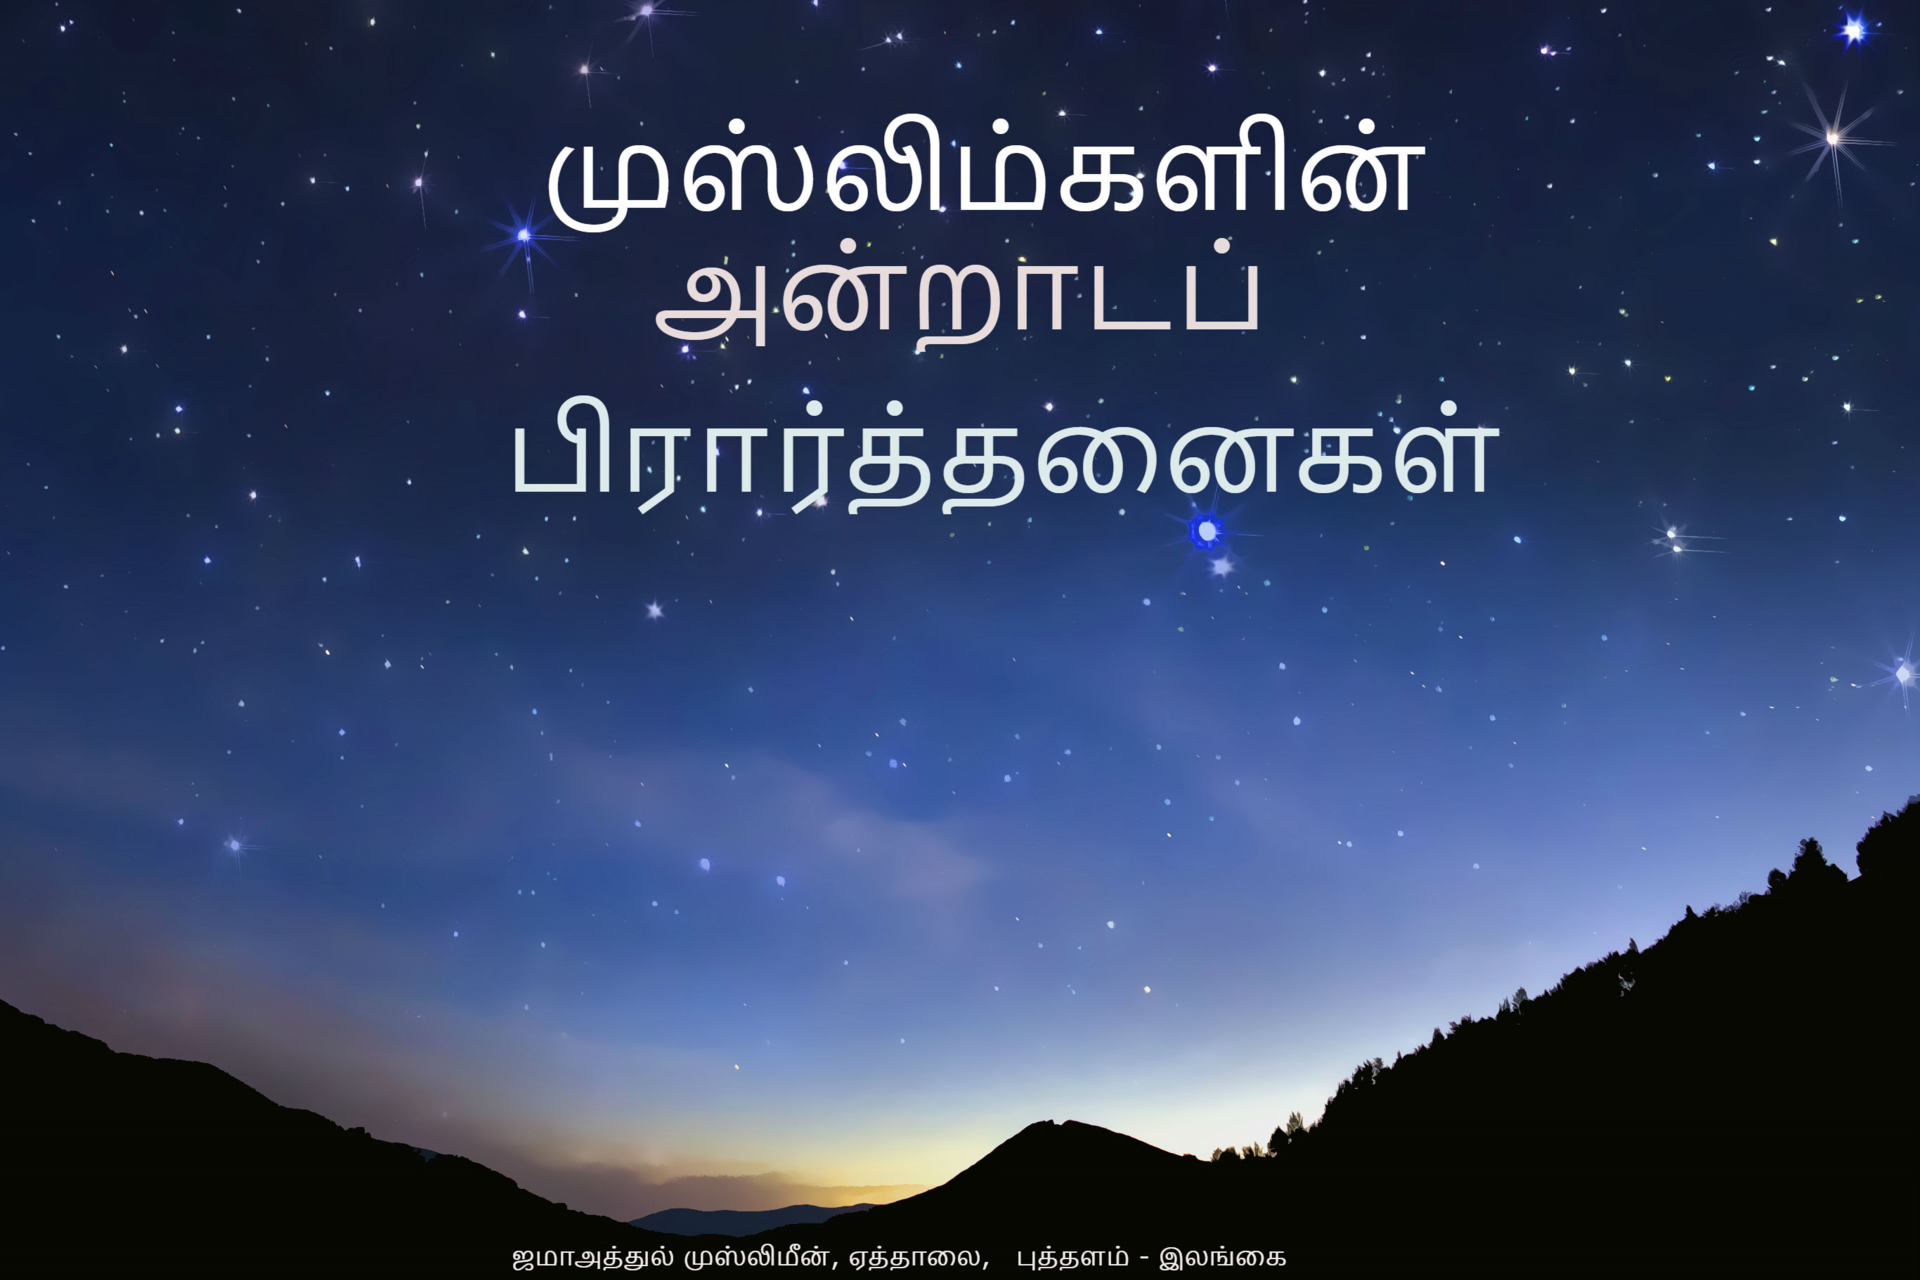 முஸ்லிம்களின்
அன்றாடப்
பிரார்த்தனைகள்
ஜமாஅத்துல் முஸ்லிமீன், ஏத்தாலை, புத்தளம் - இலங்கை